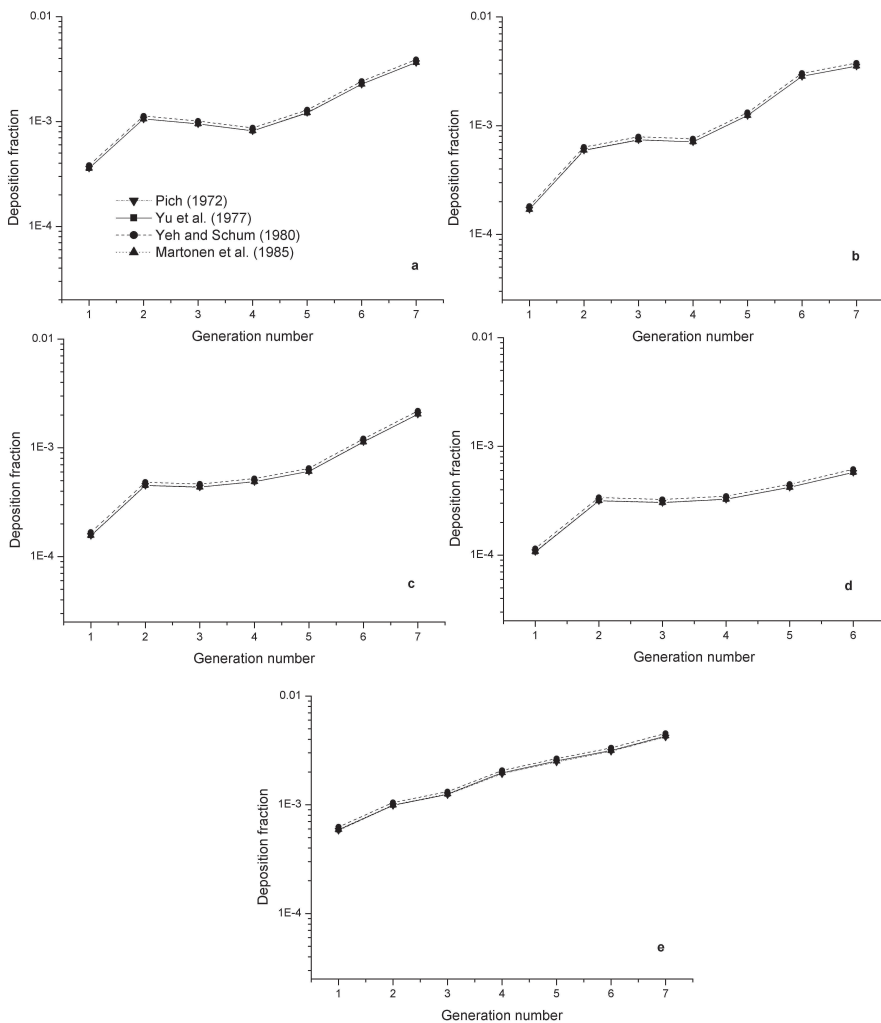 0.01
1E-3
1E-4
Deposition fraction
Pich (1972)
Yu et al. (1977)
Yeh and Schum (1980)
Martonen et al. (1985)
a
1 2 3 4 5 6 7
Generation number
0.01
1E-3
1E-4
Deposition fraction
b
1 2 3 4 5 6 7
Generation number
0.01
1E-3
1E-4
Deposition fraction
c
1 2 3 4 5 6 7
Generation number
0.01
1E-3
1E-4
Deposition fraction
d
1 2 3 4 5 6
Generation number
0.01
1E-3
1E-4
Deposition fraction
e
1 2 3 4 5 6 7
Generation number